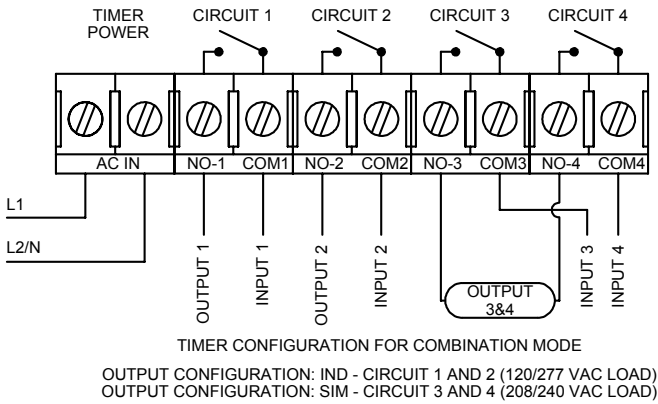 TIMER
POWER
CIRCUIT 1
CIRCUIT 2
CIRCUIT 3
CIRCUIT 4
AC IN
NO-1
COM1
NO-2
COM2
NO-3
COM3
NO-4
COM4
L1
L2/N
OUTPUT 1
INPUT 1
OUTPUT 2
INPUT 2
OUTPUT
3&4
INPUT 3
INPUT 4
TIMER CONFIGURATION FOR COMBINATION MODE
OUTPUT CONFIGURATION: IND - CIRCUIT 1 AND 2 (120/277 VAC LOAD)
OUTPUT CONFIGURATION: SIM - CIRCUIT 3 AND 4 (208/240 VAC LOAD)